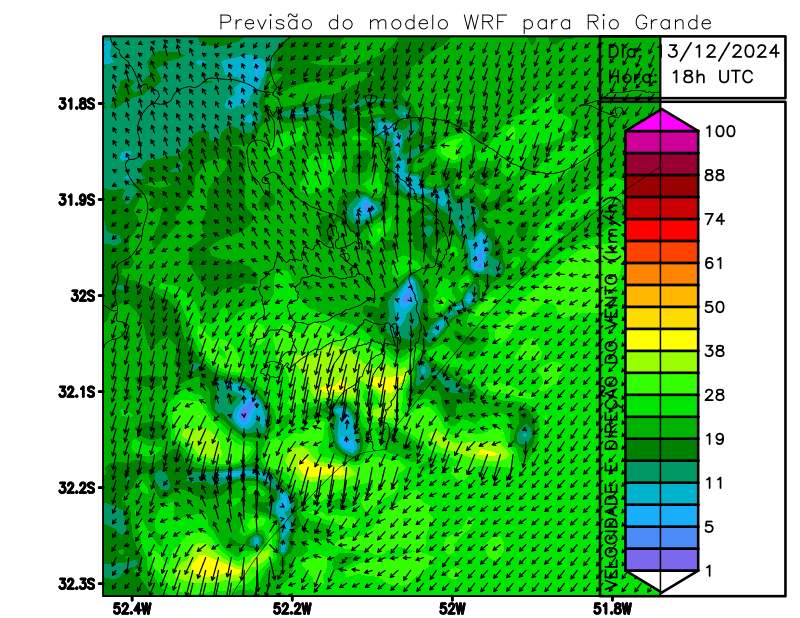 Previsão do modelo WRF para Rio Grande
Dia: 13/12/2024
Hora: 18h UTC
31.8S
31.9S
32S
32.1S
32.2S
32.3S
52.4W
52.2W
52W
51.8W
VELOCIDADE E DIREÇÃO DO VENTO (km/h)
100
88
74
61
50
38
28
19
11
5
1